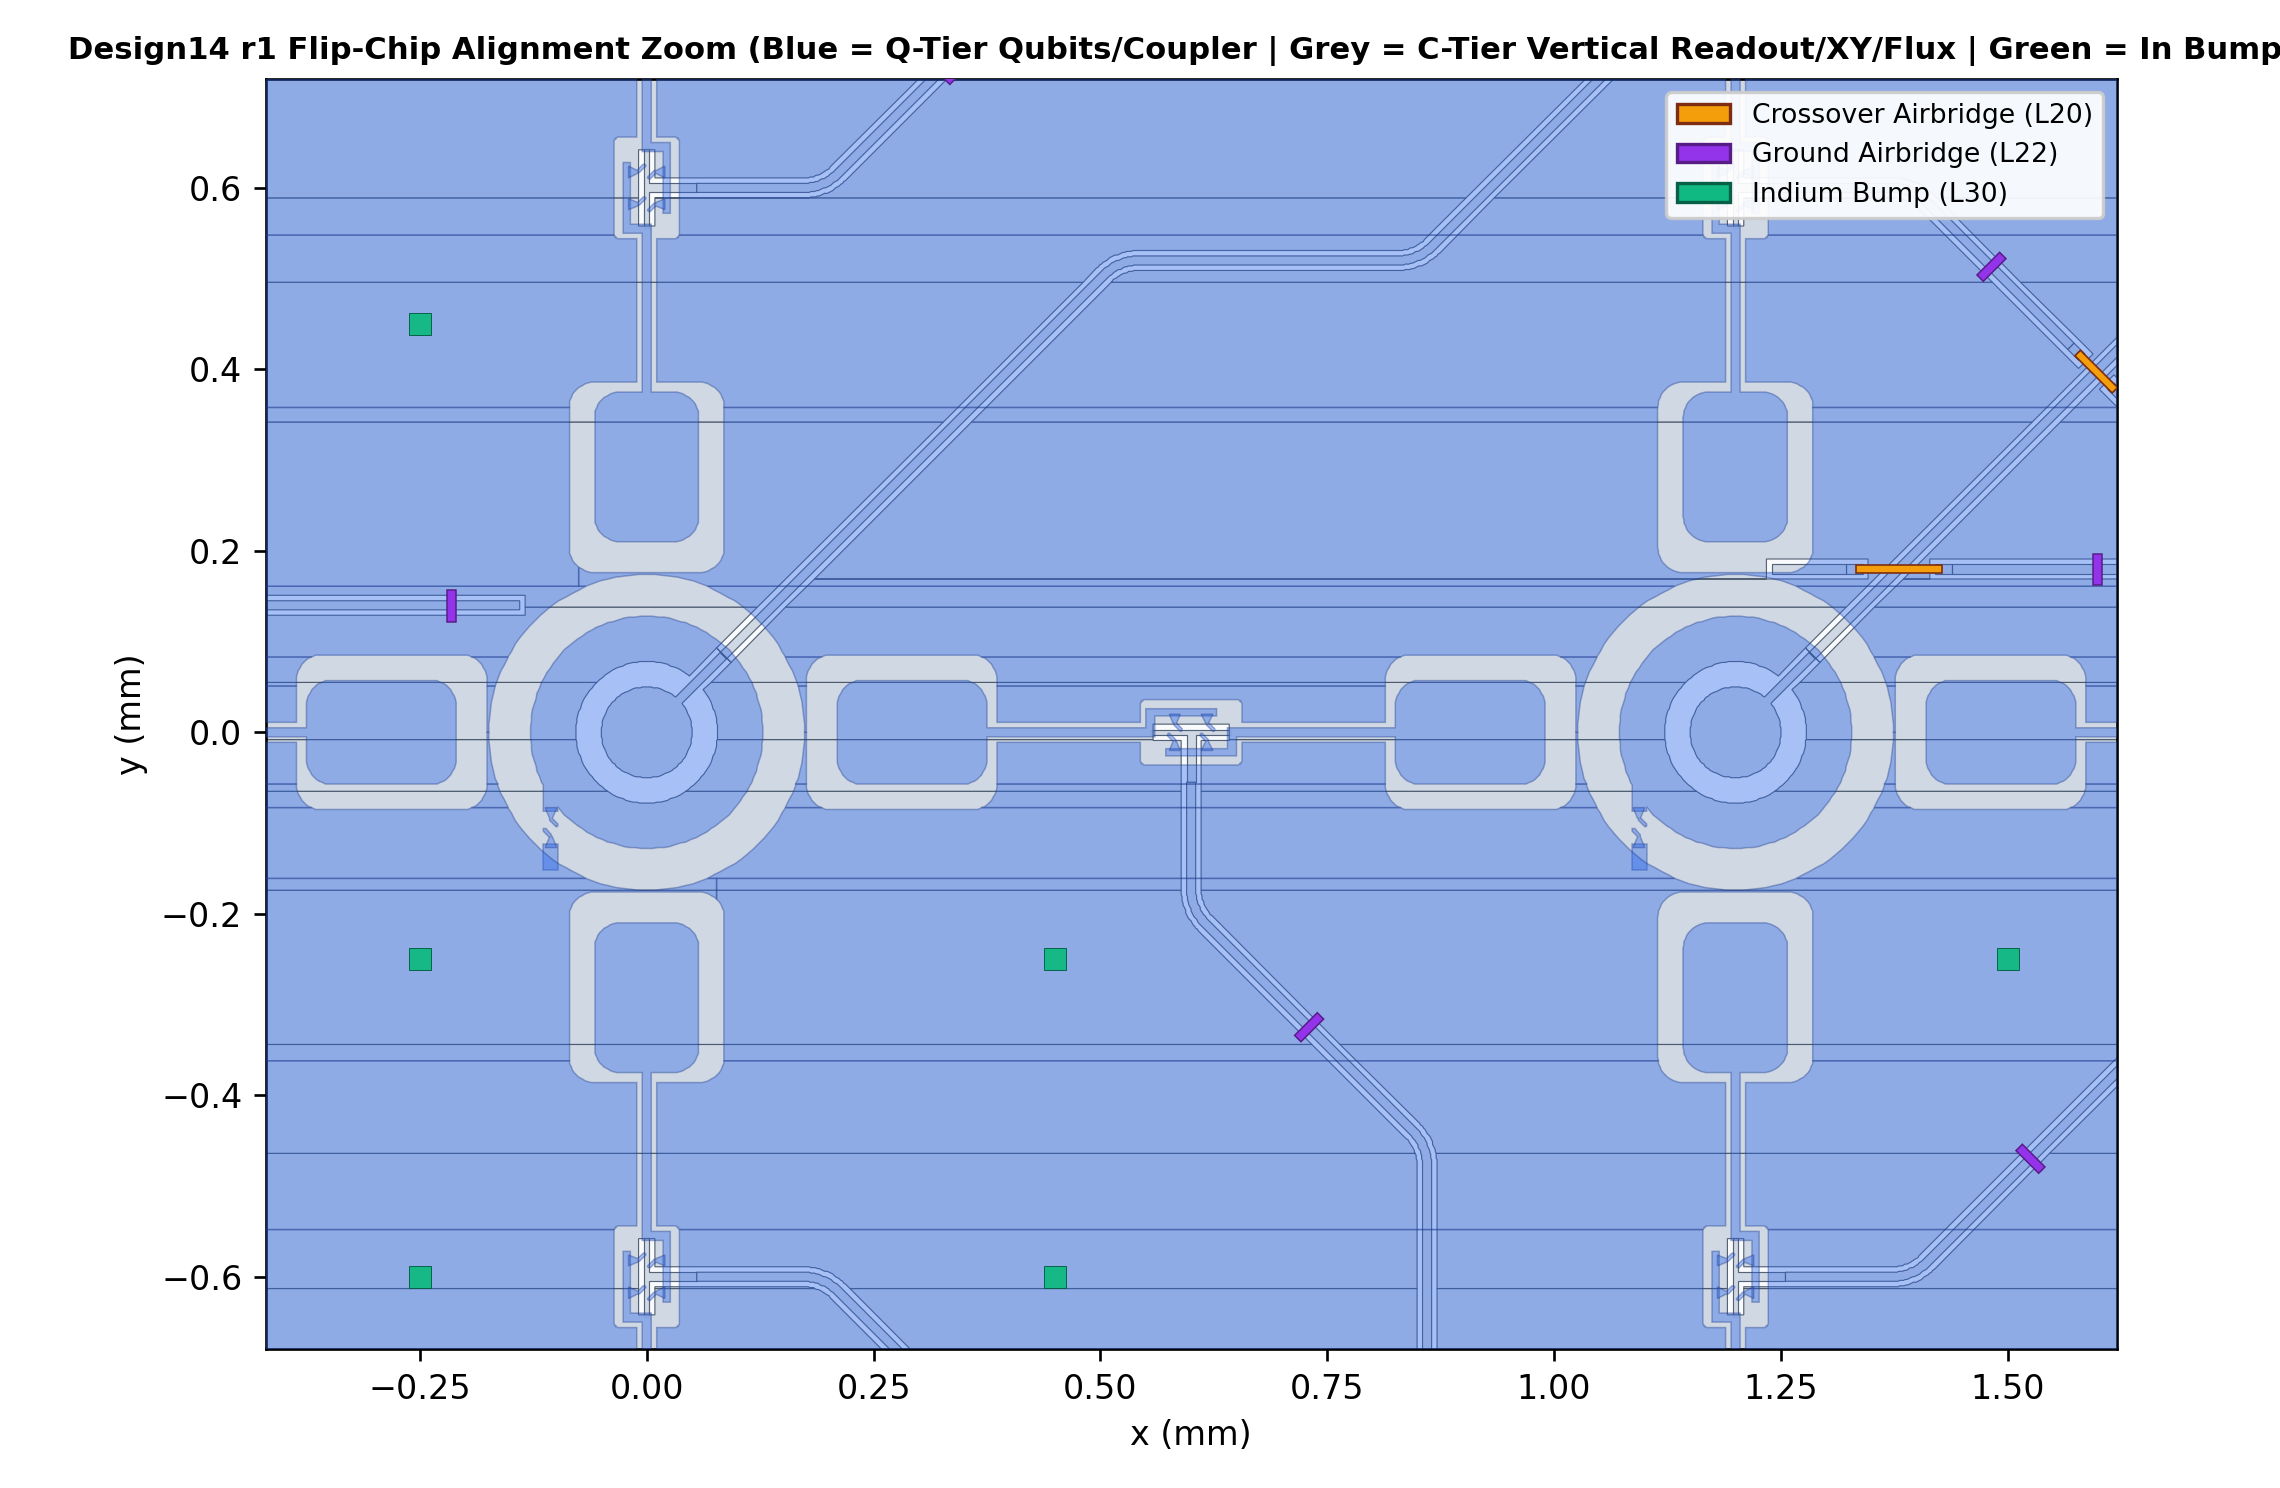 Design14 r1 Flip-Chip Alignment Zoom (Blue = Q-Tier Qubits/Coupler | Grey = C-Tier Vertical Readout/XY/Flux | Green = In Bump
Crossover Airbridge (L20)
Ground Airbridge (L22)
Indium Bump (L30)
y (mm)
0.6
0.4
0.2
0.0
−0.2
−0.4
−0.6
−0.25 0.00 0.25 0.50 0.75 1.00 1.25 1.50
x (mm)